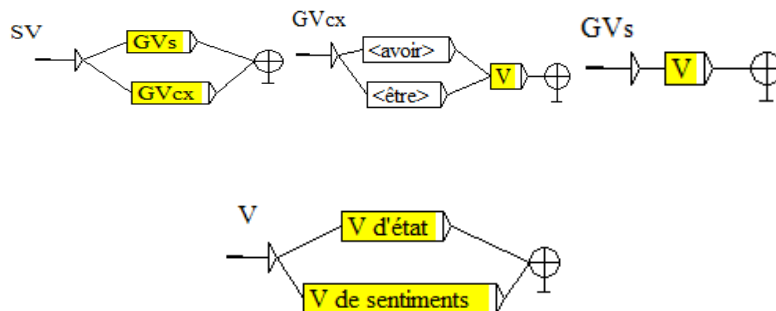 SV
GVs
GVcx
GVcx
<avoir>
<être>
V
GVs
V
V
V d'état
V de sentiments